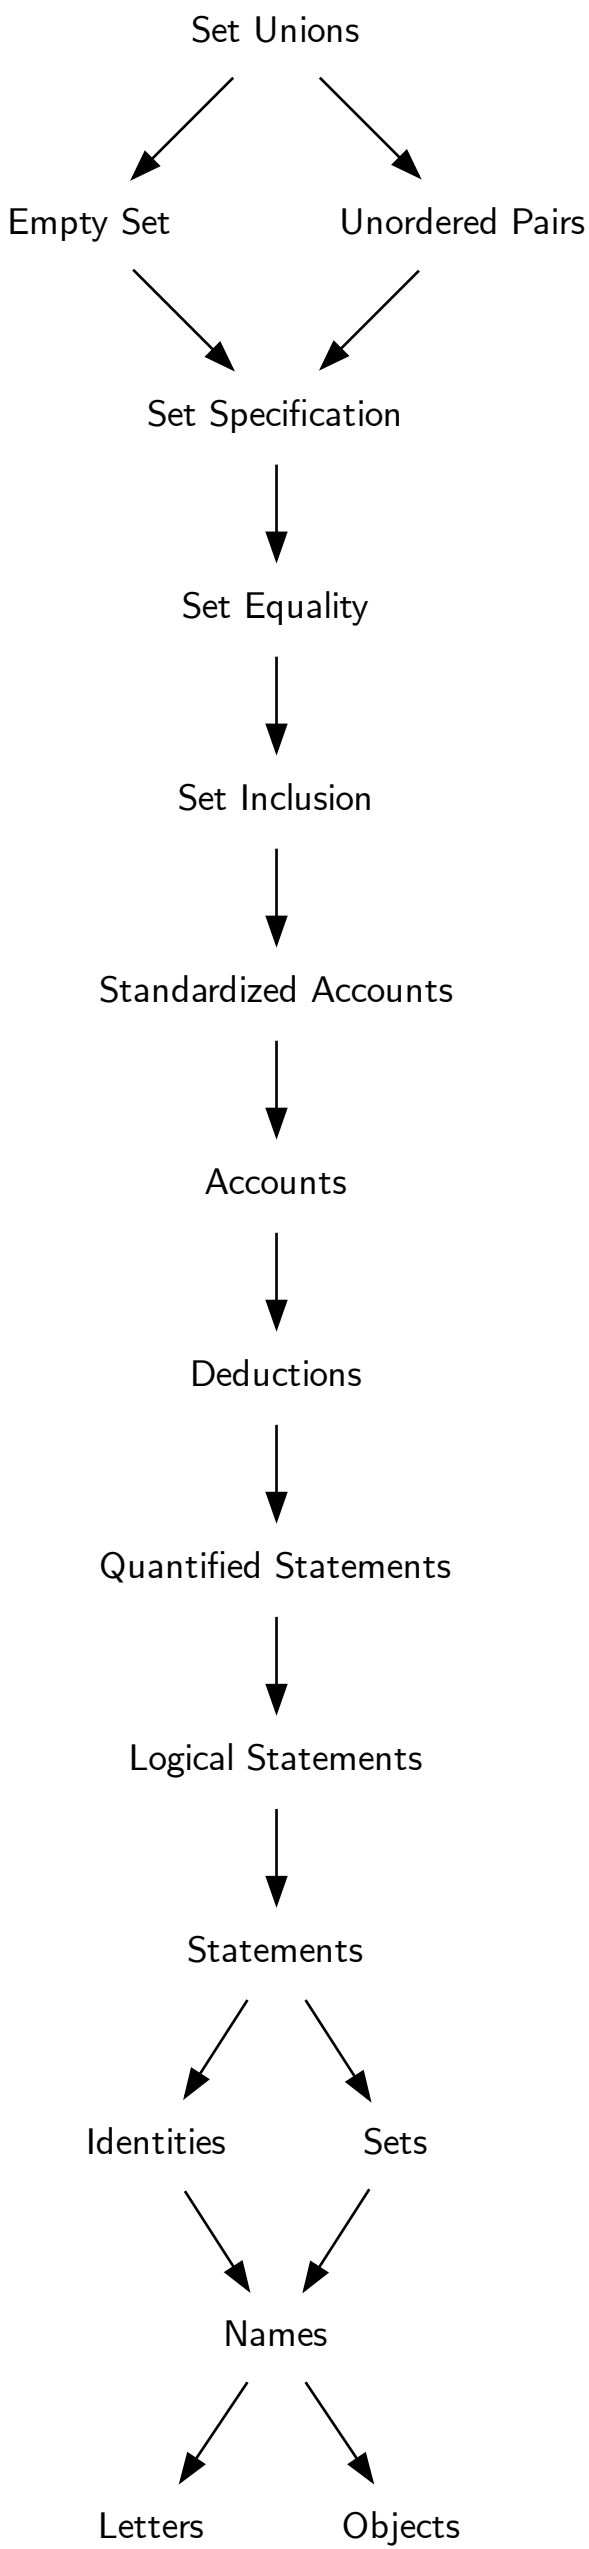 Set Unions
Empty Set
Unordered Pairs
Set Specification
Set Equality
Set Inclusion
Standardized Accounts
Accounts
Deductions
Quantified Statements
Logical Statements
Statements
Identities
Sets
Names
Letters
Objects